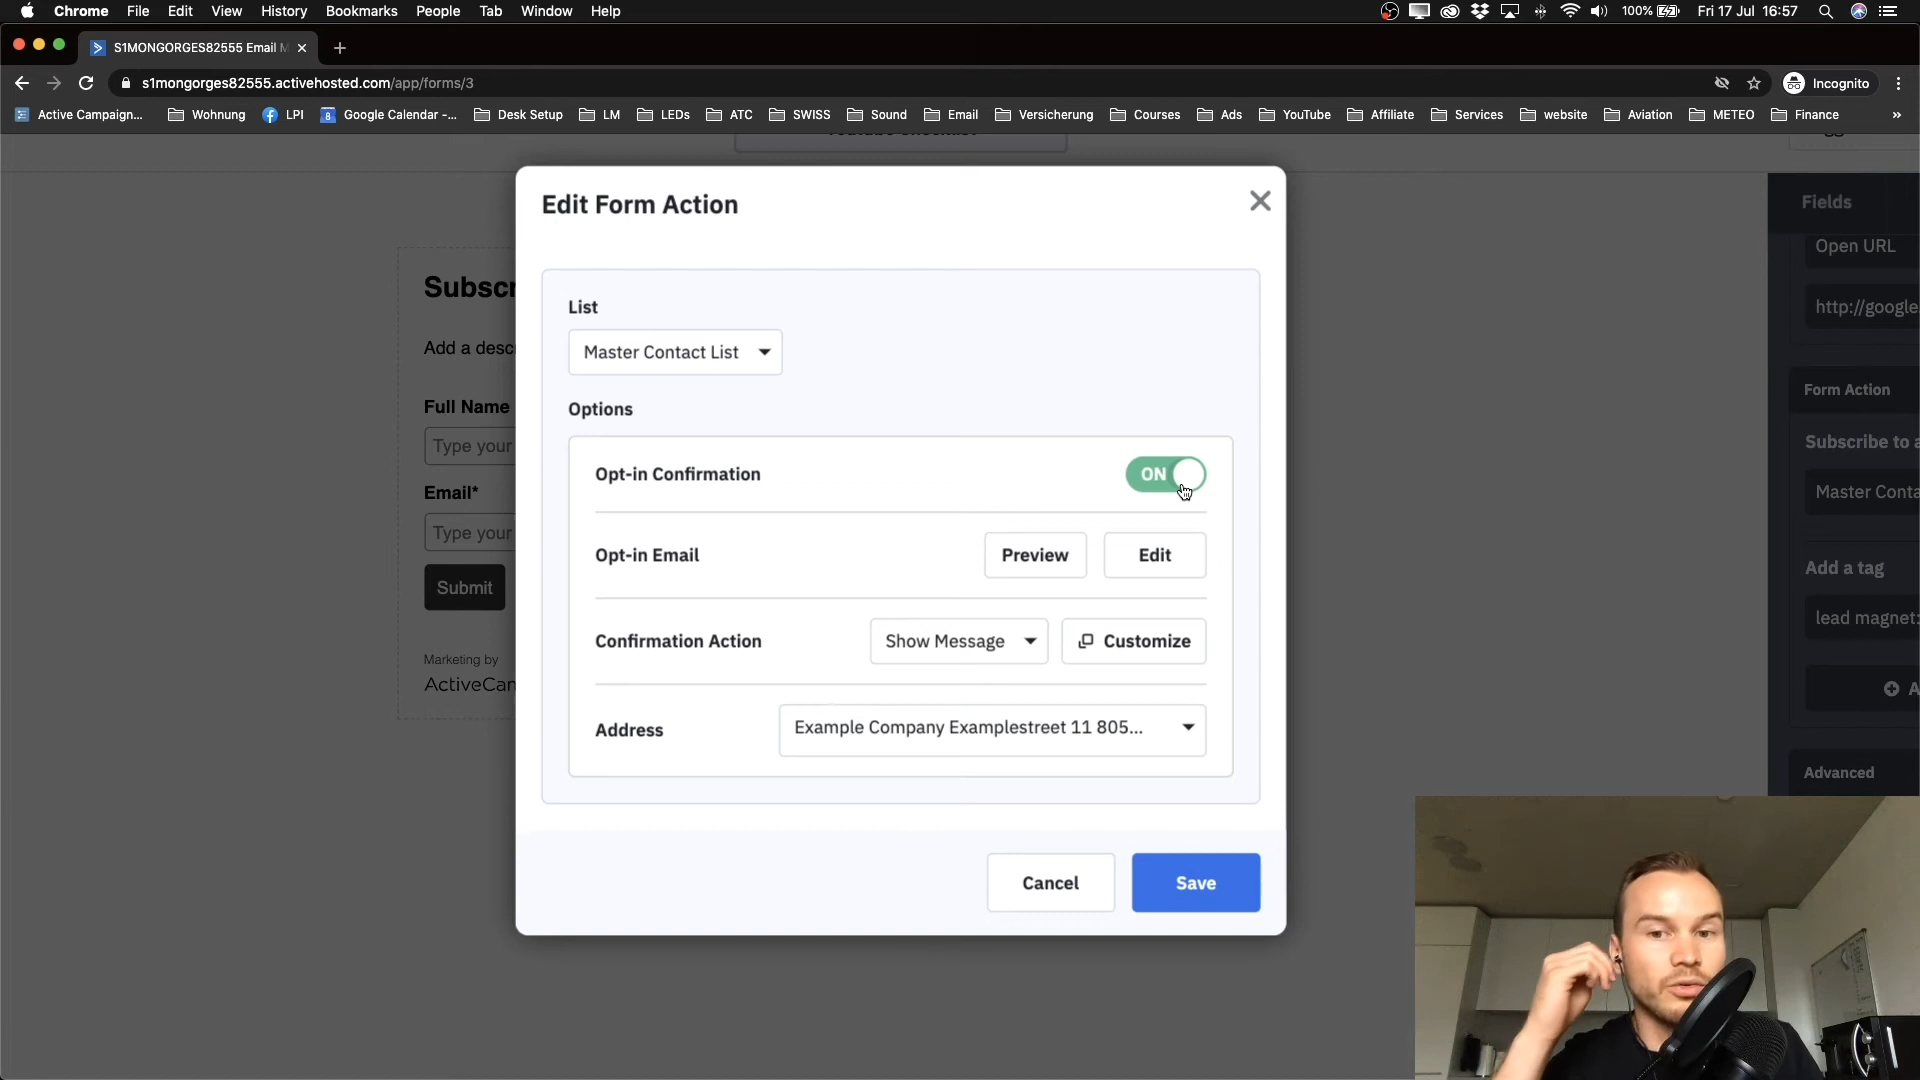 Chrome File Edit View History Bookmarks People Tab Window Help 100% Fri 17 Jul 16:57
S1MONGORGES82555 Email M
s1mongorges82555.activehosted.com/app/forms/3 Incognito
Active Campaign... Wohnung LPI 8 Google Calendar -... Desk Setup LM LEDs ATC SWISS Sound Email Versicherung Courses Ads YouTube Affiliate Services website Aviation METEO Finance »
Edit Form Action
Fields
Open URL
Subscr
List
http://google.
Add a desc
Master Contact List
Form Action
Full Name
Options
Subscribe to a
Type your
Opt-in Confirmation ON
Email*
Master Conta
Type your
Opt-in Email Preview Edit
Add a tag
Submit
lead magnet:
Confirmation Action Show Message Customize
Marketing by
ActiveCan
A
Address Example Company Examplestreet 11 805...
Advanced
Cancel Save